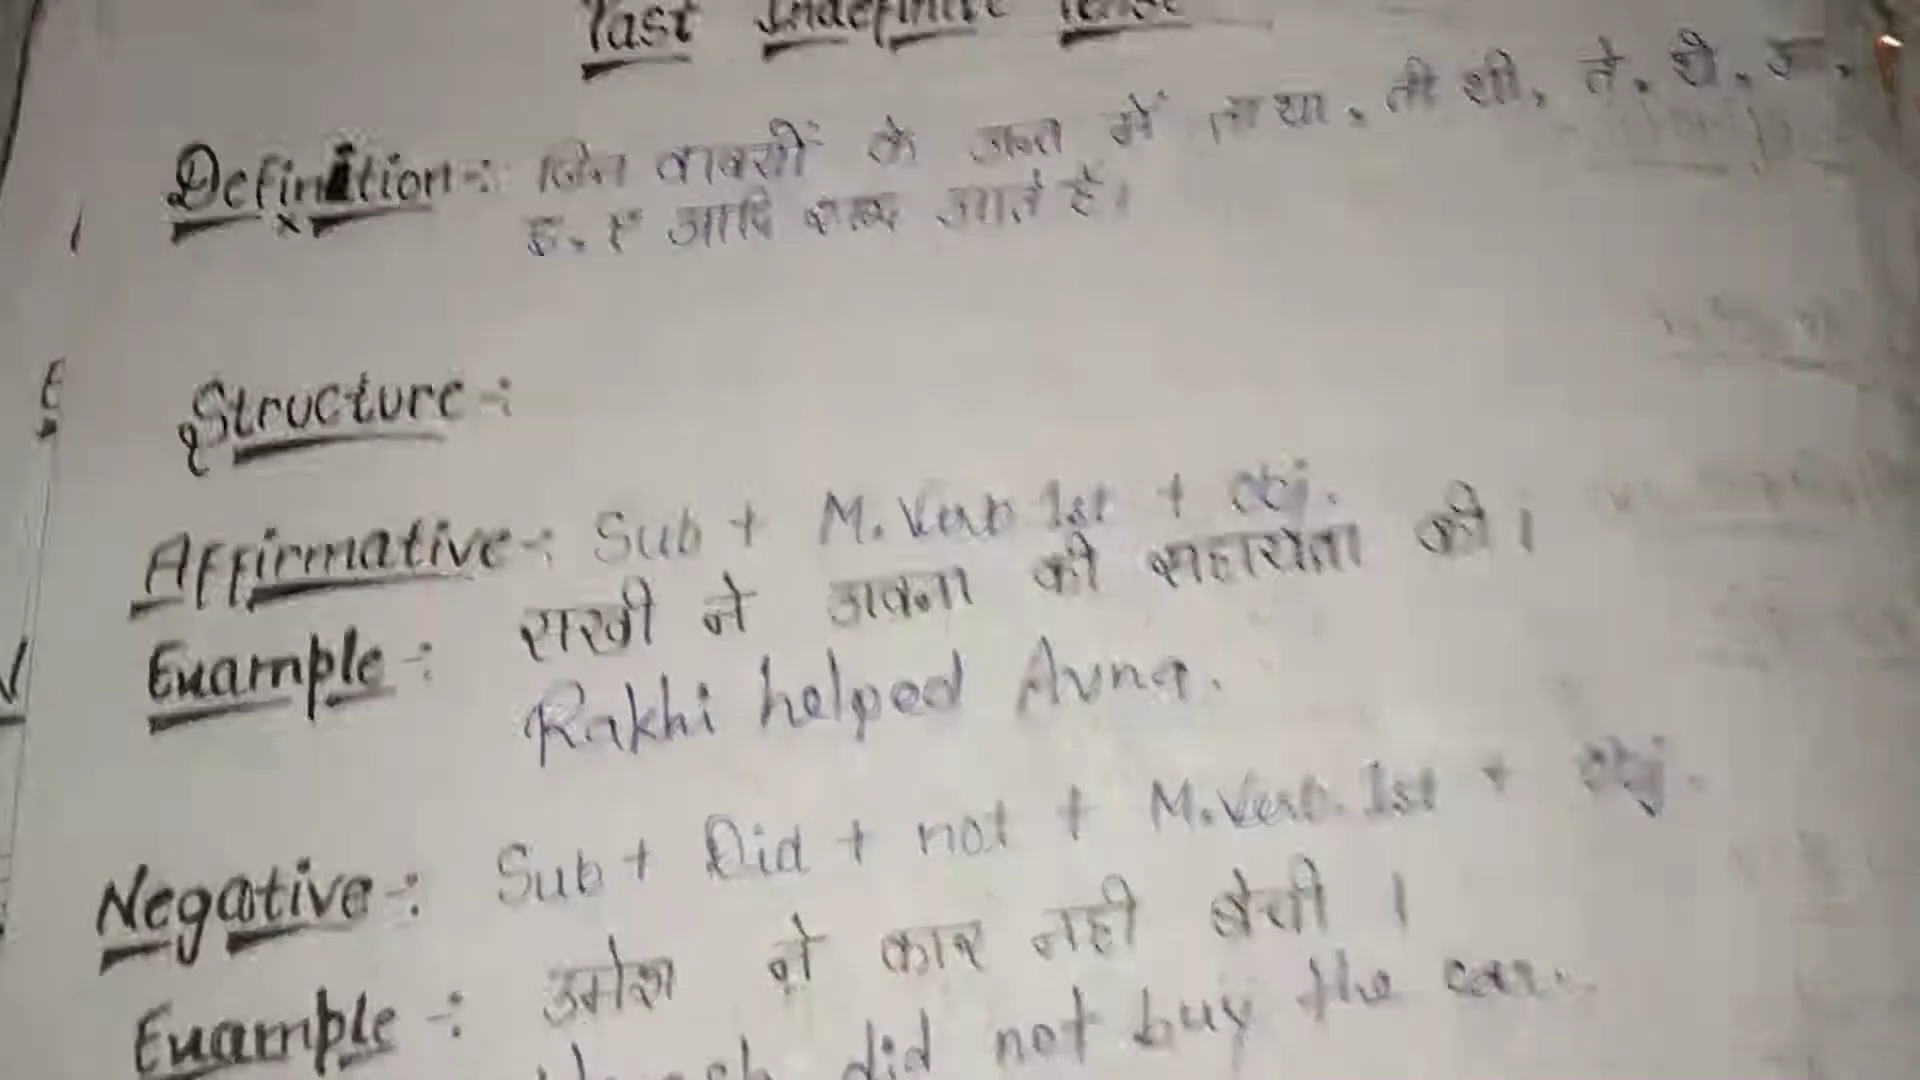 Past Indefinite Tense
Definition-: जिन वाक्यों के अन्त में ता था, ती थी, ते, थे,
ई, ए आदि शब्द आते हैं।
Structure-:
Affirmative-: Sub + M. Verb 1st + obj.
Example-: राखी ने अवना की सहायता की।
Rakhi helped Avna.
Negative-: Sub + Did + not + M. Verb. 1st + obj.
Example-: उमेश ने कार नही बेची।
did not buy the car.